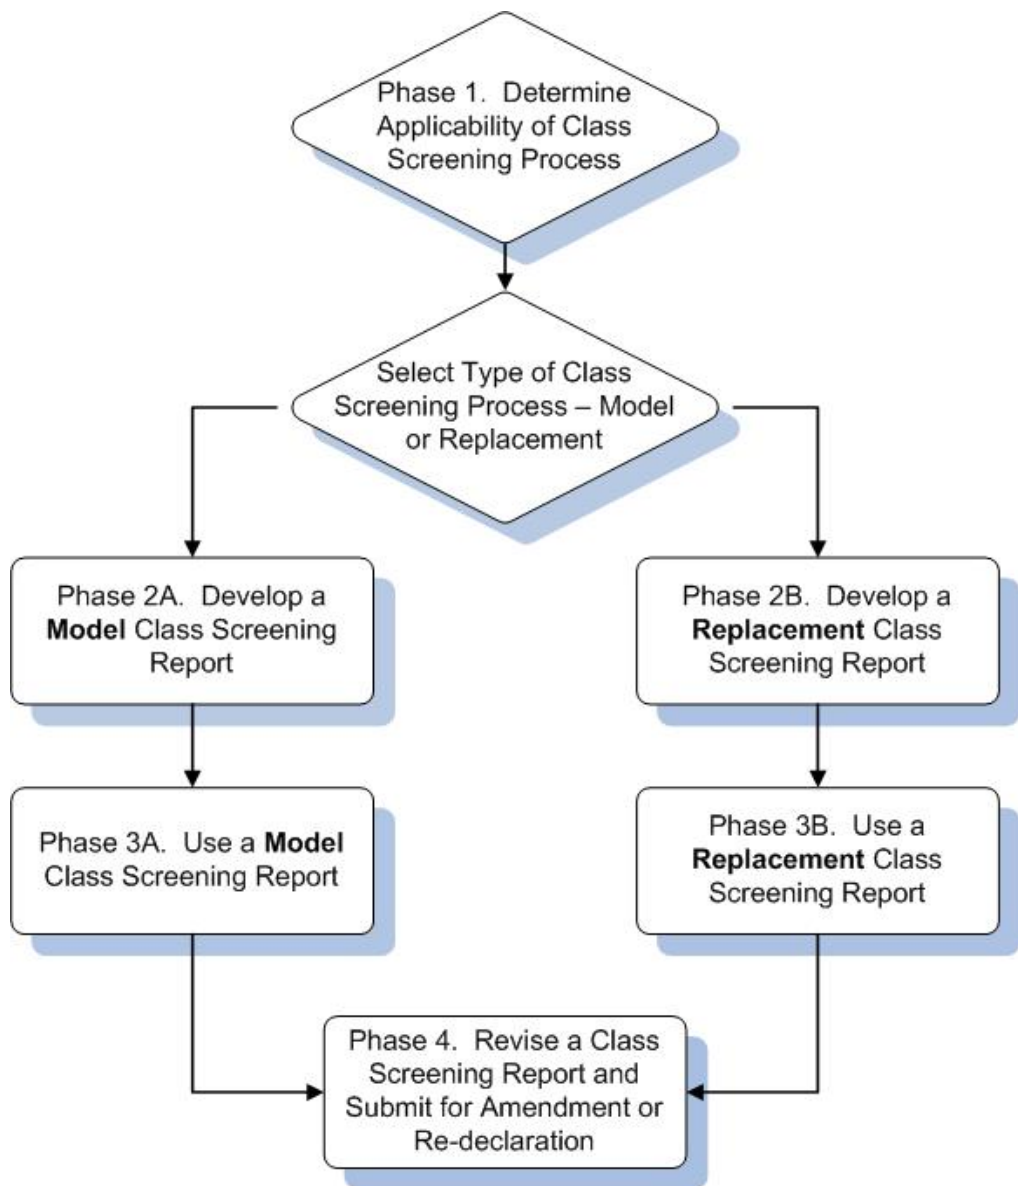 Phase 1.  Determine
Applicability of Class
Screening Process
Select Type of Class
Screening Process – Model
or Replacement
Phase 2A.  Develop a
Model Class Screening
Report
Phase 2B.  Develop a
Replacement Class
Screening Report
Phase 3A.  Use a Model
Class Screening Report
Phase 3B.  Use a
Replacement Class
Screening Report
Phase 4.  Revise a Class
Screening Report and
Submit for Amendment or
Re-declaration